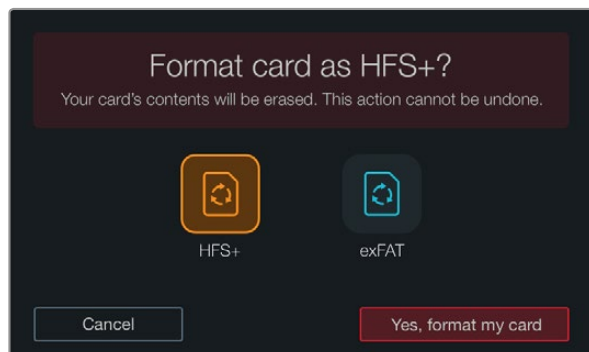 Format card as HFS+?
Your card's contents will be erased. This action cannot be undone.
HFS+
exFAT
Cancel
Yes, format my card